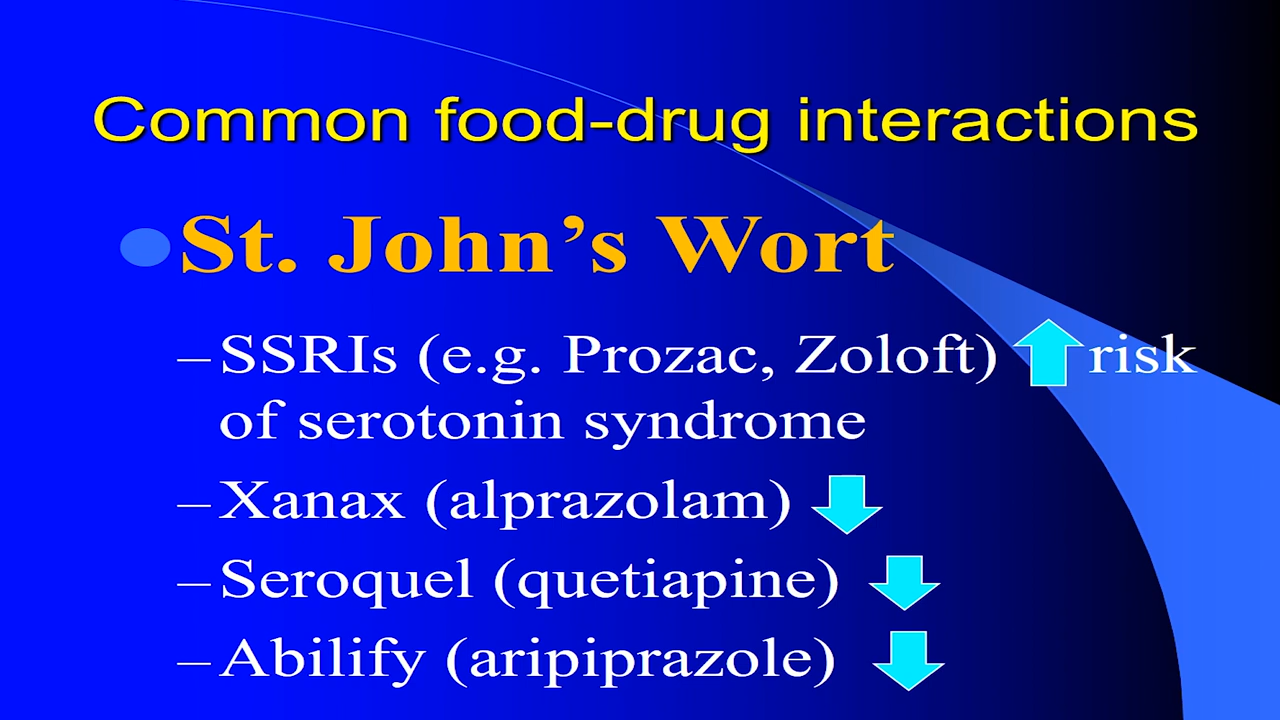 Common food-drug interactions
St. John’s Wort
–SSRIs (e.g. Prozac, Zoloft) risk
of serotonin syndrome
–Xanax (alprazolam)
–Seroquel (quetiapine)
–Abilify (aripiprazole)